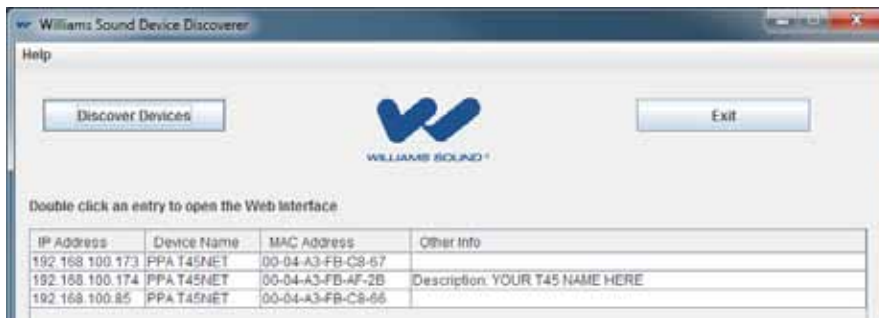 Williams Sound Device Discoverer
Help
Discover Devices
Exit
WILLIAMS SOUND®
Double click an entry to open the Web Interface
IP Address Device Name MAC Address Other Info
192.168.100.173 PPA T45NET 00-04-A3-FB-C8-67
192.168.100.174 PPA T45NET 00-04-A3-FB-AF-2B Description: YOUR T45 NAME HERE
192.168.100.85 PPA T45NET 00-04-A3-FB-C8-66